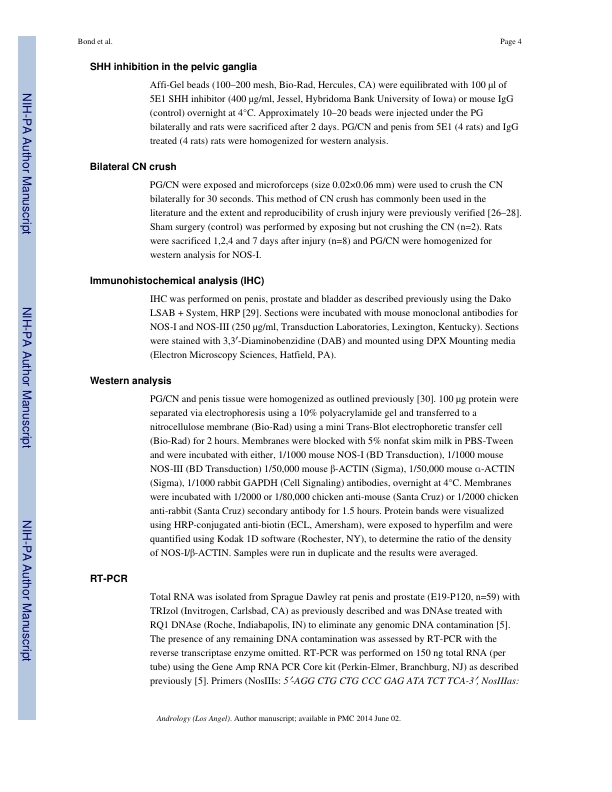 Bond et al.
Page 4
NIH-PA Author Manuscript
NIH-PA Author Manuscript
NIH-PA Author Manuscript
SHH inhibition in the pelvic ganglia
Affi-Gel beads (100–200 mesh, Bio-Rad, Hercules, CA) were equilibrated with 100 μl of
5E1 SHH inhibitor (400 μg/ml, Jessel, Hybridoma Bank University of Iowa) or mouse IgG
(control) overnight at 4°C. Approximately 10–20 beads were injected under the PG
bilaterally and rats were sacrificed after 2 days. PG/CN and penis from 5E1 (4 rats) and IgG
treated (4 rats) rats were homogenized for western analysis.
Bilateral CN crush
PG/CN were exposed and microforceps (size 0.02×0.06 mm) were used to crush the CN
bilaterally for 30 seconds. This method of CN crush has commonly been used in the
literature and the extent and reproducibility of crush injury were previously verified [26–28].
Sham surgery (control) was performed by exposing but not crushing the CN (n=2). Rats
were sacrificed 1,2,4 and 7 days after injury (n=8) and PG/CN were homogenized for
western analysis for NOS-I.
Immunohistochemical analysis (IHC)
IHC was performed on penis, prostate and bladder as described previously using the Dako
LSAB + System, HRP [29]. Sections were incubated with mouse monoclonal antibodies for
NOS-I and NOS-III (250 μg/ml, Transduction Laboratories, Lexington, Kentucky). Sections
were stained with 3,3′-Diaminobenzidine (DAB) and mounted using DPX Mounting media
(Electron Microscopy Sciences, Hatfield, PA).
Western analysis
PG/CN and penis tissue were homogenized as outlined previously [30]. 100 μg protein were
separated via electrophoresis using a 10% polyacrylamide gel and transferred to a
nitrocellulose membrane (Bio-Rad) using a mini Trans-Blot electrophoretic transfer cell
(Bio-Rad) for 2 hours. Membranes were blocked with 5% nonfat skim milk in PBS-Tween
and were incubated with either, 1/1000 mouse NOS-I (BD Transduction), 1/1000 mouse
NOS-III (BD Transduction) 1/50,000 mouse β-ACTIN (Sigma), 1/50,000 mouse α-ACTIN
(Sigma), 1/1000 rabbit GAPDH (Cell Signaling) antibodies, overnight at 4°C. Membranes
were incubated with 1/2000 or 1/80,000 chicken anti-mouse (Santa Cruz) or 1/2000 chicken
anti-rabbit (Santa Cruz) secondary antibody for 1.5 hours. Protein bands were visualized
using HRP-conjugated anti-biotin (ECL, Amersham), were exposed to hyperfilm and were
quantified using Kodak 1D software (Rochester, NY), to determine the ratio of the density
of NOS-I/β-ACTIN. Samples were run in duplicate and the results were averaged.
RT-PCR
Total RNA was isolated from Sprague Dawley rat penis and prostate (E19-P120, n=59) with
TRIzol (Invitrogen, Carlsbad, CA) as previously described and was DNAse treated with
RQ1 DNAse (Roche, Indiabapolis, IN) to eliminate any genomic DNA contamination [5].
The presence of any remaining DNA contamination was assessed by RT-PCR with the
reverse transcriptase enzyme omitted. RT-PCR was performed on 150 ng total RNA (per
tube) using the Gene Amp RNA PCR Core kit (Perkin-Elmer, Branchburg, NJ) as described
previously [5]. Primers (NosIIIs: 5′-AGG CTG CTG CCC GAG ATA TCT TCA-3′, NosIIIas:
Andrology (Los Angel). Author manuscript; available in PMC 2014 June 02.